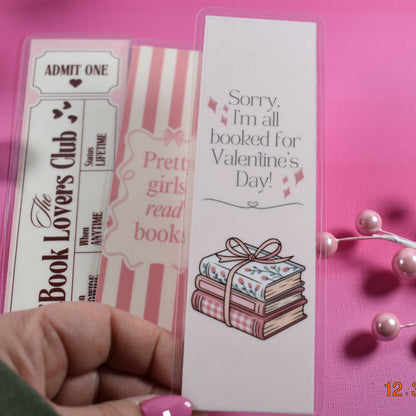 ADMIT ONE
The
Book Lovers Club
Status
LIFETIME
When
ANYTIME
Pretty
girls
read
books
Sorry,
I'm all
booked for
Valentine's
Day!
12.3